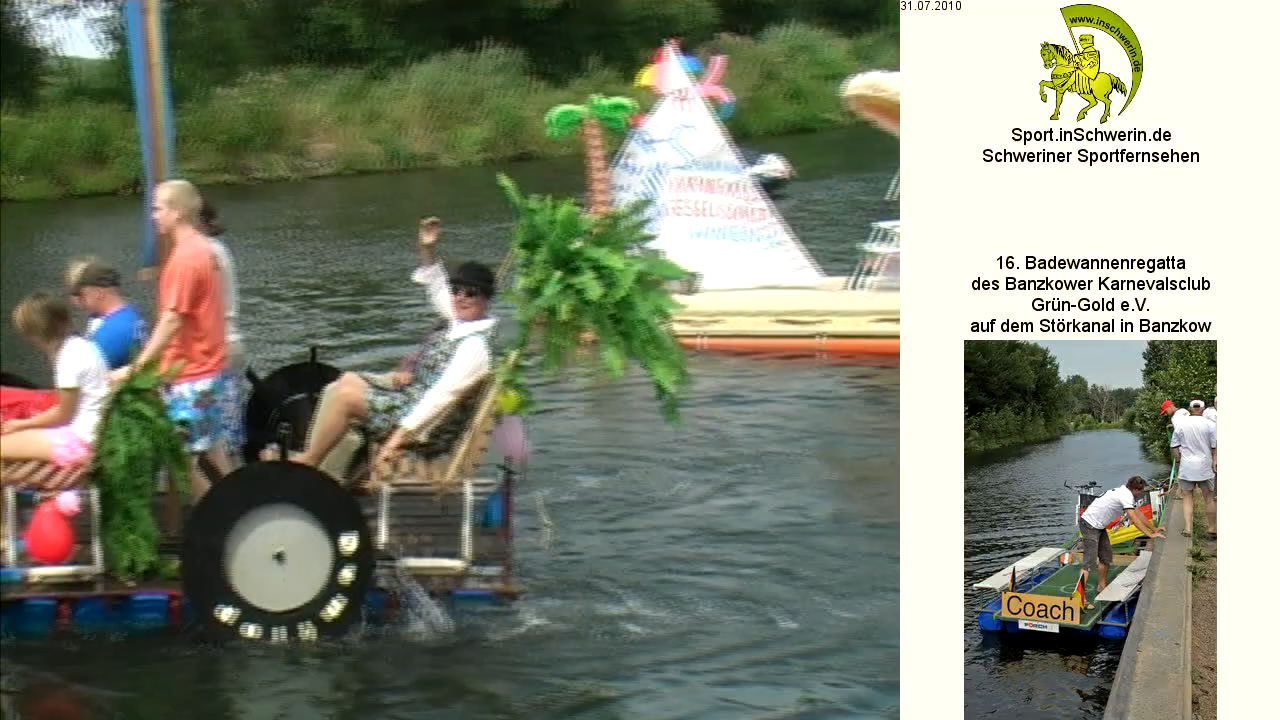 31.07.2010
www.inschwerin.de
Sport.inSchwerin.de
Schweriner Sportfernsehen
16. Badewannenregatta
des Banzkower Karnevalsclub
Grün-Gold e.V.
auf dem Störkanal in Banzkow
Coach